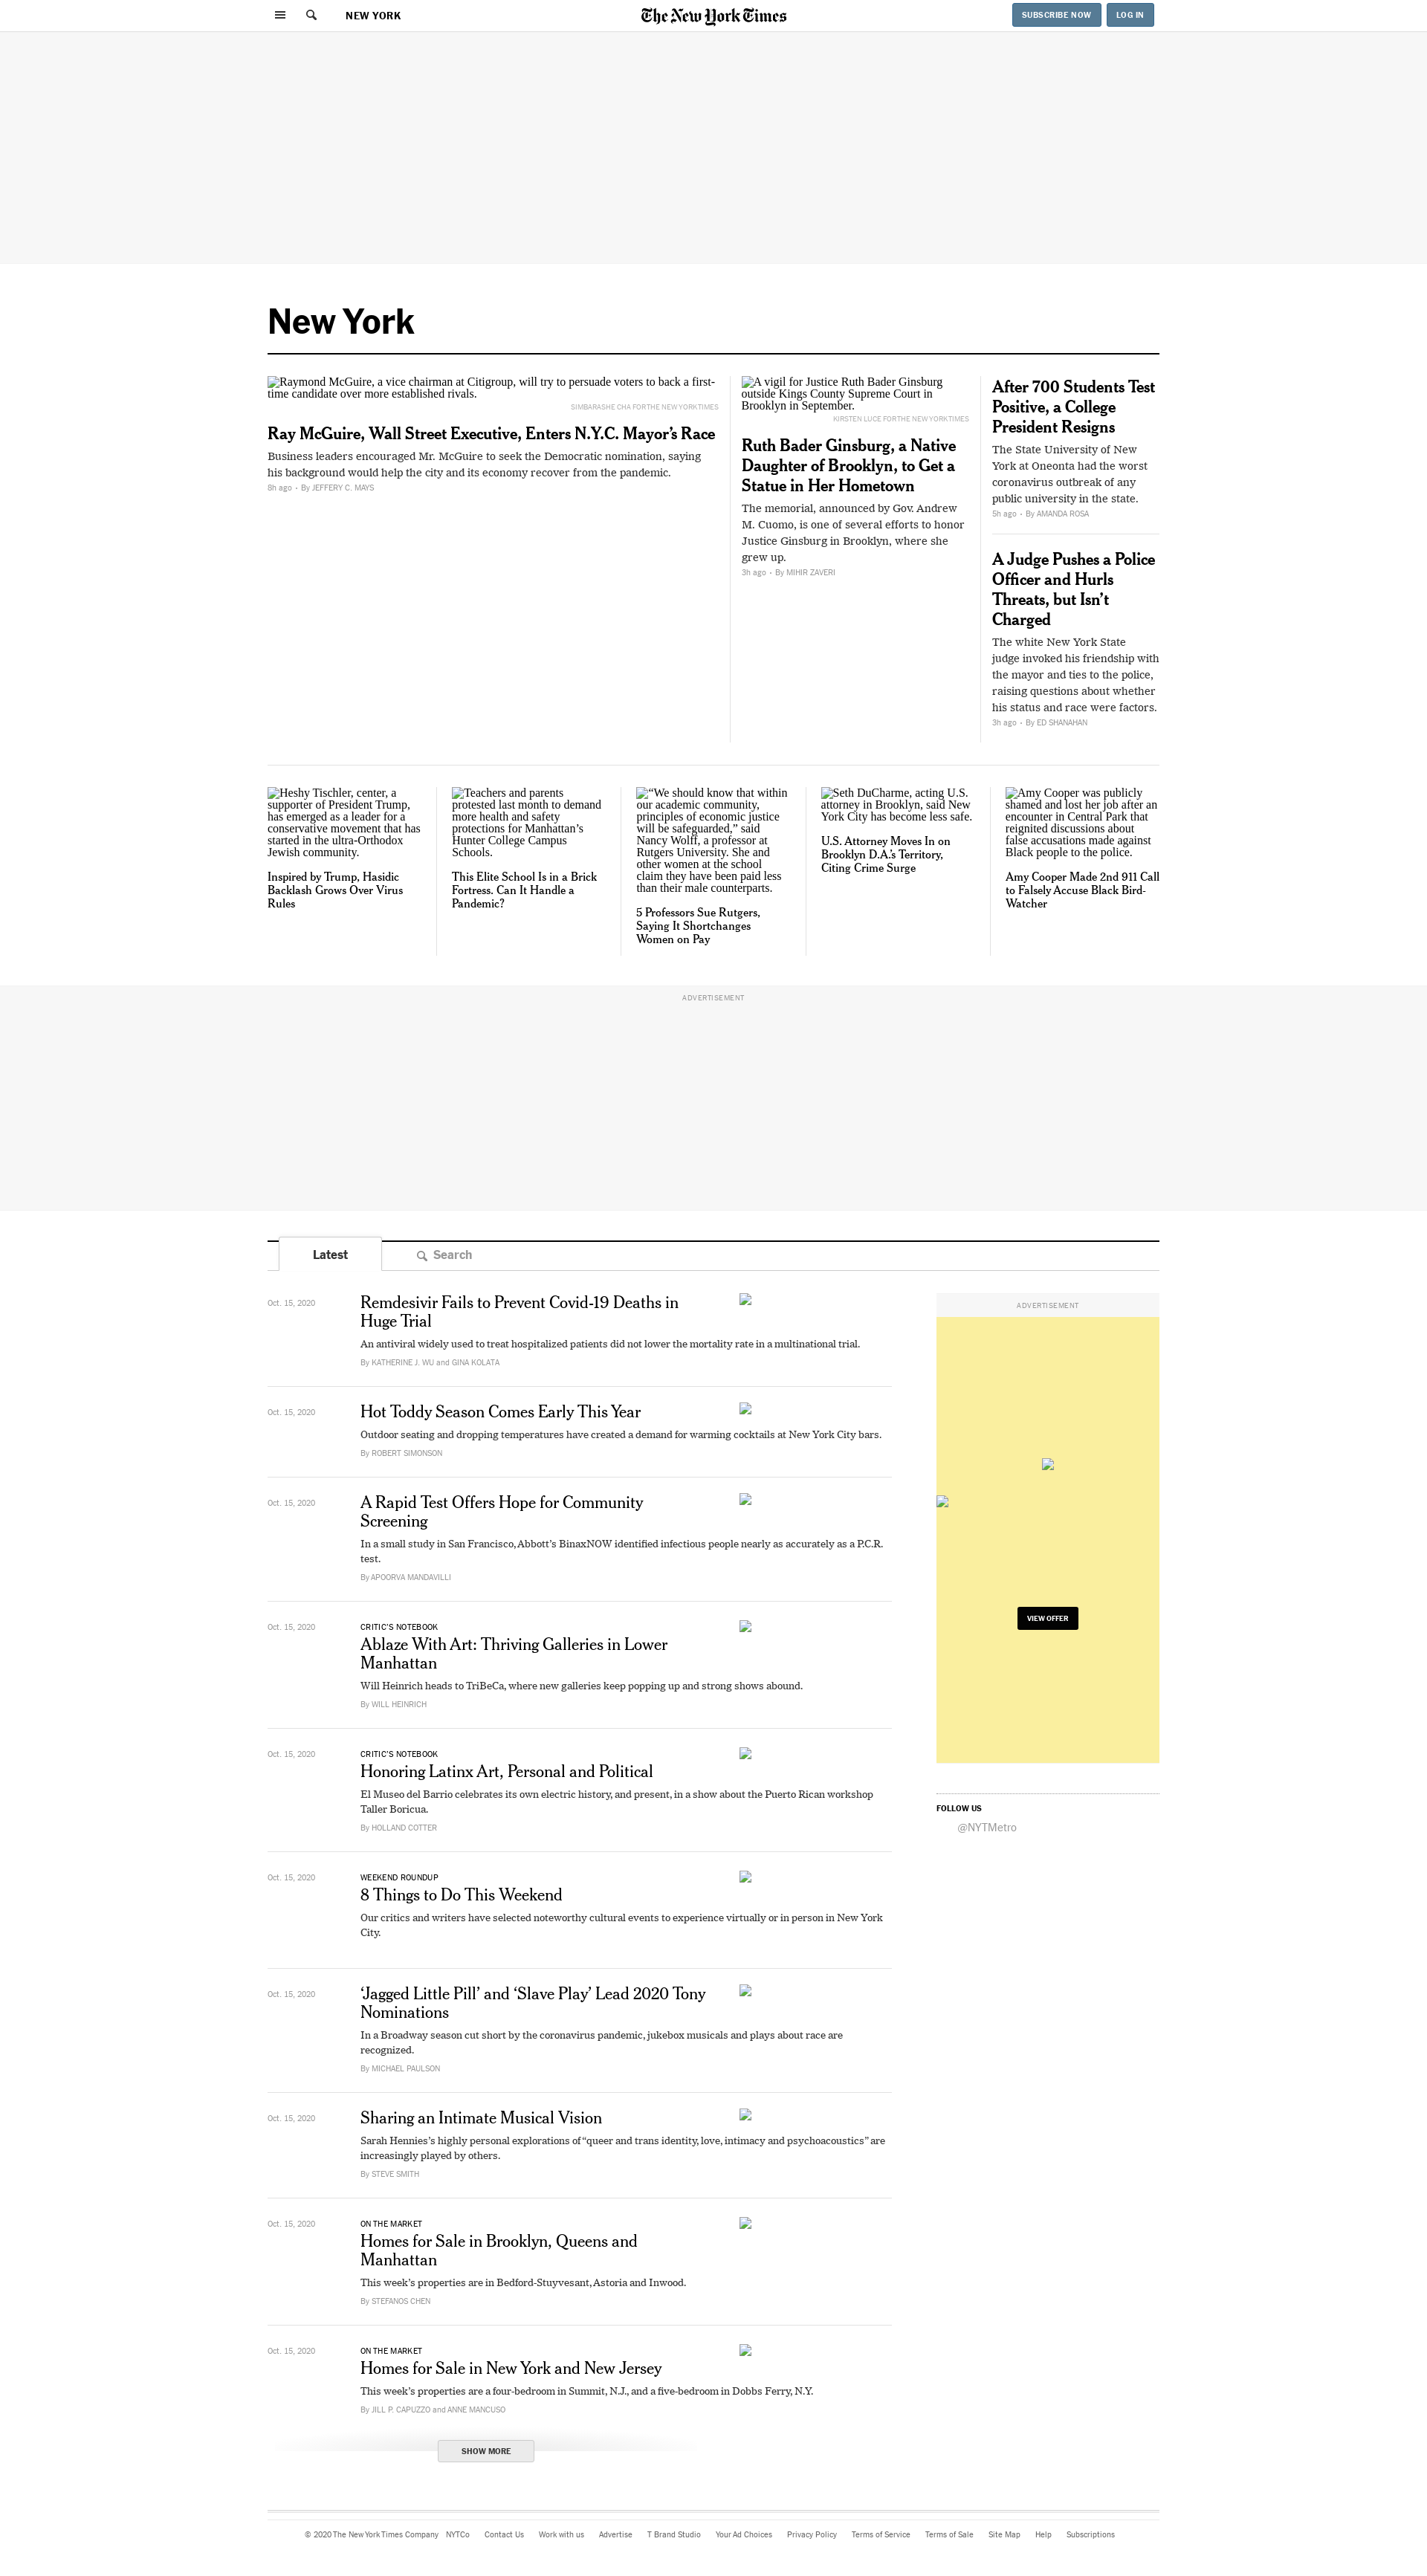 NEW YORK
The New York Times
SUBSCRIBE NOW
LOG IN
New York
Raymond McGuire, a vice chairman at Citigroup, will try to persuade voters to back a first-
time candidate over more established rivals.
SIMBARASHE CHA FOR THE NEW YORK TIMES
Ray McGuire, Wall Street Executive, Enters N.Y.C. Mayor’s Race
Business leaders encouraged Mr. McGuire to seek the Democratic nomination, saying
his background would help the city and its economy recover from the pandemic.
8h ago • By JEFFERY C. MAYS
A vigil for Justice Ruth Bader Ginsburg
outside Kings County Supreme Court in
Brooklyn in September.
KIRSTEN LUCE FOR THE NEW YORK TIMES
Ruth Bader Ginsburg, a Native
Daughter of Brooklyn, to Get a
Statue in Her Hometown
The memorial, announced by Gov. Andrew
M. Cuomo, is one of several efforts to honor
Justice Ginsburg in Brooklyn, where she
grew up.
3h ago • By MIHIR ZAVERI
After 700 Students Test
Positive, a College
President Resigns
The State University of New
York at Oneonta had the worst
coronavirus outbreak of any
public university in the state.
5h ago • By AMANDA ROSA
A Judge Pushes a Police
Officer and Hurls
Threats, but Isn’t
Charged
The white New York State
judge invoked his friendship with
the mayor and ties to the police,
raising questions about whether
his status and race were factors.
3h ago • By ED SHANAHAN
Heshy Tischler, center, a
supporter of President Trump,
has emerged as a leader for a
conservative movement that has
started in the ultra-Orthodox
Jewish community.
Inspired by Trump, Hasidic
Backlash Grows Over Virus
Rules
Teachers and parents
protested last month to demand
more health and safety
protections for Manhattan’s
Hunter College Campus
Schools.
This Elite School Is in a Brick
Fortress. Can It Handle a
Pandemic?
“We should know that within
our academic community,
principles of economic justice
will be safeguarded,” said
Nancy Wolff, a professor at
Rutgers University. She and
other women at the school
claim they have been paid less
than their male counterparts.
5 Professors Sue Rutgers,
Saying It Shortchanges
Women on Pay
Seth DuCharme, acting U.S.
attorney in Brooklyn, said New
York City has become less safe.
U.S. Attorney Moves In on
Brooklyn D.A.’s Territory,
Citing Crime Surge
Amy Cooper was publicly
shamed and lost her job after an
encounter in Central Park that
reignited discussions about
false accusations made against
Black people to the police.
Amy Cooper Made 2nd 911 Call
to Falsely Accuse Black Bird-
Watcher
ADVERTISEMENT
Latest
Search
Oct. 15, 2020
Remdesivir Fails to Prevent Covid-19 Deaths in
Huge Trial
An antiviral widely used to treat hospitalized patients did not lower the mortality rate in a multinational trial.
By KATHERINE J. WU and GINA KOLATA
Oct. 15, 2020
Hot Toddy Season Comes Early This Year
Outdoor seating and dropping temperatures have created a demand for warming cocktails at New York City bars.
By ROBERT SIMONSON
Oct. 15, 2020
A Rapid Test Offers Hope for Community
Screening
In a small study in San Francisco, Abbott’s BinaxNOW identified infectious people nearly as accurately as a P.C.R.
test.
By APOORVA MANDAVILLI
Oct. 15, 2020
CRITIC’S NOTEBOOK
Ablaze With Art: Thriving Galleries in Lower
Manhattan
Will Heinrich heads to TriBeCa, where new galleries keep popping up and strong shows abound.
By WILL HEINRICH
Oct. 15, 2020
CRITIC’S NOTEBOOK
Honoring Latinx Art, Personal and Political
El Museo del Barrio celebrates its own electric history, and present, in a show about the Puerto Rican workshop
Taller Boricua.
By HOLLAND COTTER
Oct. 15, 2020
WEEKEND ROUNDUP
8 Things to Do This Weekend
Our critics and writers have selected noteworthy cultural events to experience virtually or in person in New York
City.
Oct. 15, 2020
‘Jagged Little Pill’ and ‘Slave Play’ Lead 2020 Tony
Nominations
In a Broadway season cut short by the coronavirus pandemic, jukebox musicals and plays about race are
recognized.
By MICHAEL PAULSON
Oct. 15, 2020
Sharing an Intimate Musical Vision
Sarah Hennies’s highly personal explorations of “queer and trans identity, love, intimacy and psychoacoustics” are
increasingly played by others.
By STEVE SMITH
Oct. 15, 2020
ON THE MARKET
Homes for Sale in Brooklyn, Queens and
Manhattan
This week’s properties are in Bedford-Stuyvesant, Astoria and Inwood.
By STEFANOS CHEN
Oct. 15, 2020
ON THE MARKET
Homes for Sale in New York and New Jersey
This week’s properties are a four-bedroom in Summit, N.J., and a five-bedroom in Dobbs Ferry, N.Y.
By JILL P. CAPUZZO and ANNE MANCUSO
SHOW MORE
ADVERTISEMENT
VIEW OFFER
FOLLOW US
@NYTMetro
© 2020 The New York Times Company NYTCo Contact Us Work with us Advertise T Brand Studio Your Ad Choices Privacy Policy Terms of Service Terms of Sale Site Map Help Subscriptions